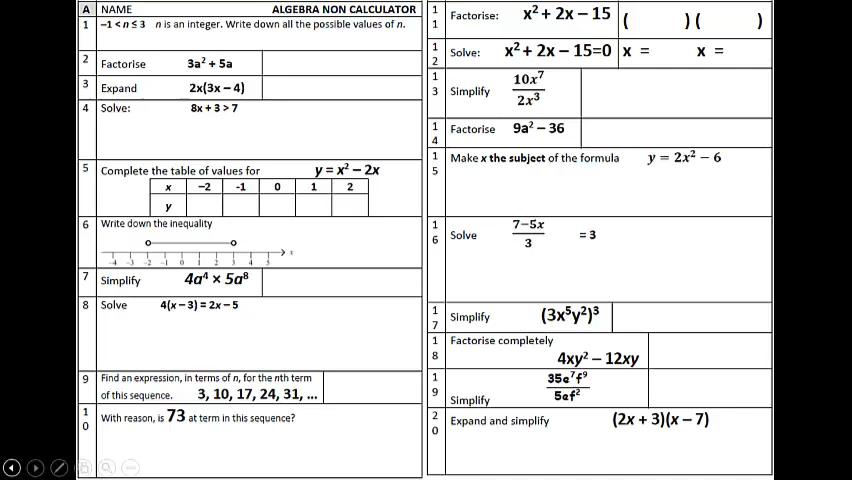 A NAME ALGEBRA NON CALCULATOR
1 –1 < n ≤ 3 n is an integer. Write down all the possible values of n.
2 Factorise 3a² + 5a
3 Expand 2x(3x – 4)
4 Solve: 8x + 3 > 7
5 Complete the table of values for y = x² – 2x
x –2 -1 0 1 2
y
6 Write down the inequality
-4 -3 -2 -1 0 1 2 3 4 5 x
7 Simplify 4a⁴ × 5a⁸
8 Solve 4(x – 3) = 2x – 5
9 Find an expression, in terms of n, for the nth term
of this sequence. 3, 10, 17, 24, 31, ...
10 With reason, is 73 at term in this sequence?
11 Factorise: x² + 2x – 15 ( ) ( )
12 Solve: x² + 2x – 15=0 x = x =
13 Simplify 10x⁷ / 2x³
14 Factorise 9a² – 36
15 Make x the subject of the formula y = 2x² − 6
16 Solve 7−5x / 3 = 3
17 Simplify (3x⁵y²)³
18 Factorise completely
4xy² – 12xy
19 Simplify 35e⁷f⁹ / 5ef²
20 Expand and simplify (2x + 3)(x – 7)